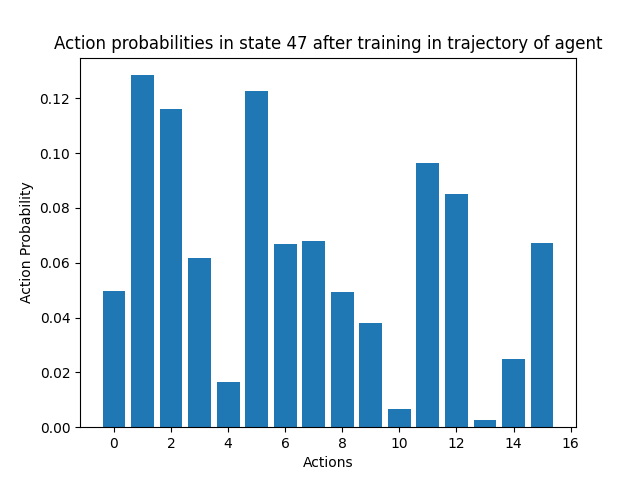 Action probabilities in state 47 after training in trajectory of agent
0.12
0.10
0.08
0.06
0.04
0.02
0.00
Action Probability
0 2 4 6 8 10 12 14 16
Actions